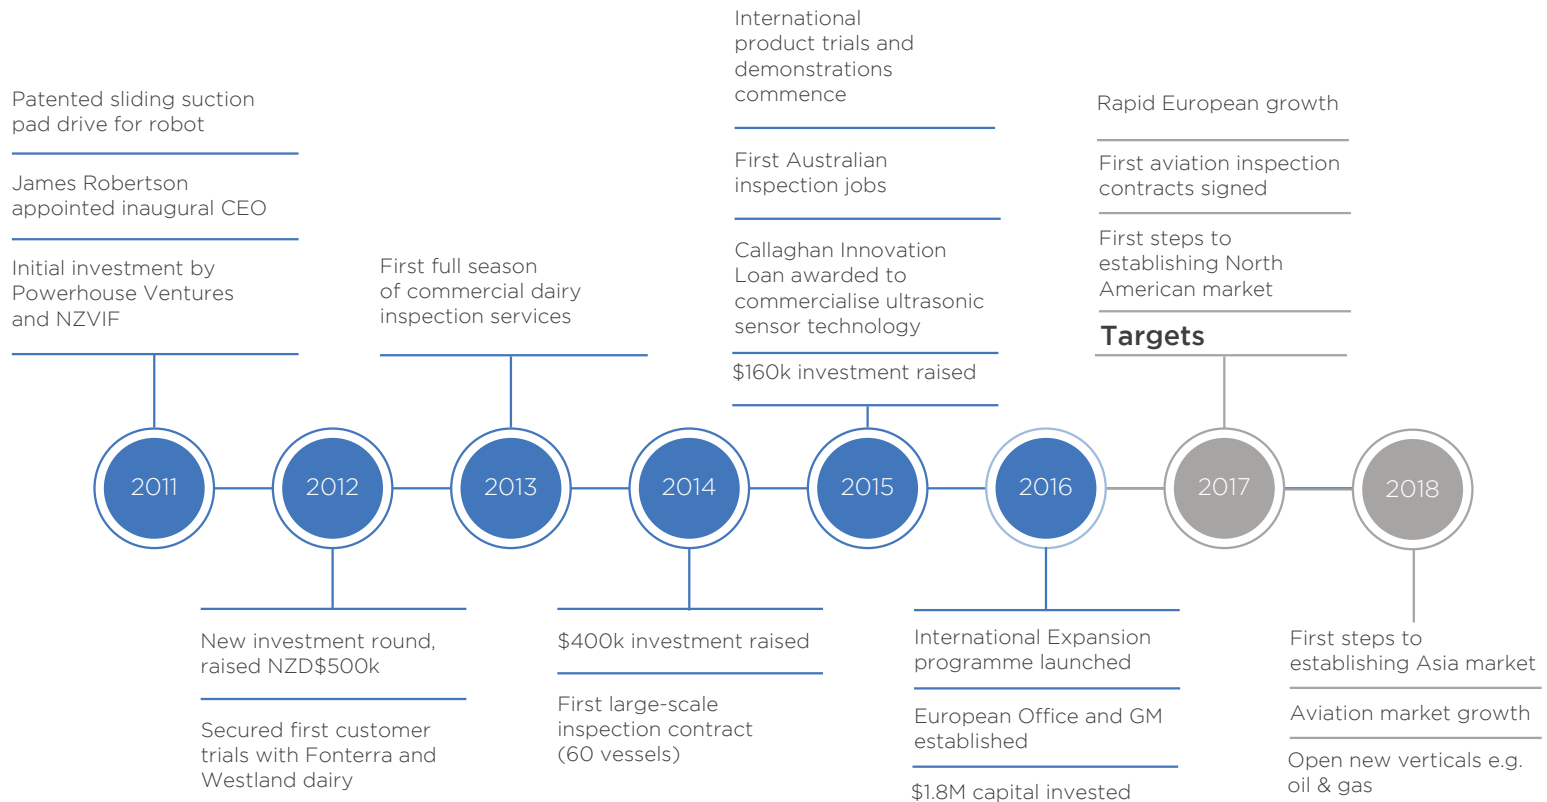 Patented sliding suction
pad drive for robot
James Robertson
appointed inaugural CEO
Initial investment by
Powerhouse Ventures
and NZVIF
First full season
of commercial dairy
inspection services
International
product trials and
demonstrations
commence
First Australian
inspection jobs
Callaghan Innovation
Loan awarded to
commercialise ultrasonic
sensor technology
$160k investment raised
Rapid European growth
First aviation inspection
contracts signed
First steps to
establishing North
American market
Targets
2011
2012
2013
2014
2015
2016
2017
2018
New investment round,
raised NZD$500k
Secured first customer
trials with Fonterra and
Westland dairy
$400k investment raised
First large-scale
inspection contract
(60 vessels)
International Expansion
programme launched
European Office and GM
established
$1.8M capital invested
First steps to
establishing Asia market
Aviation market growth
Open new verticals e.g.
oil & gas